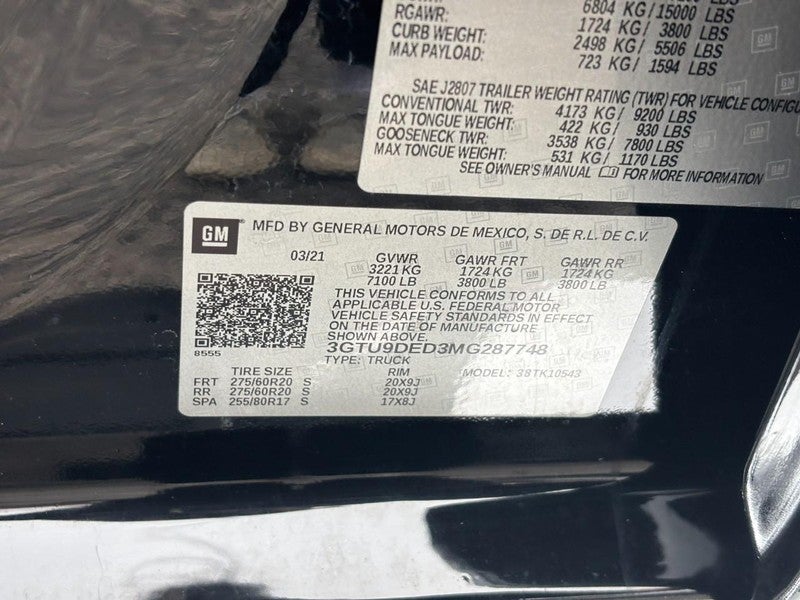 6804 KG/15000 LBS
RGAWR: 1724 KG/ 3800 LBS
CURB WEIGHT: 2498 KG/ 5506 LBS
MAX PAYLOAD: 723 KG/ 1594 LBS
SAE J2807 TRAILER WEIGHT RATING (TWR) FOR VEHICLE CONFIGU
CONVENTIONAL TWR: 4173 KG/ 9200 LBS
MAX TONGUE WEIGHT: 422 KG/ 930 LBS
GOOSENECK TWR: 3538 KG/ 7800 LBS
MAX TONGUE WEIGHT: 531 KG/ 1170 LBS
SEE OWNER'S MANUAL FOR MORE INFORMATION
GM MFD BY GENERAL MOTORS DE MEXICO, S. DE R.L. DE C.V.
03/21 GVWR GAWR FRT GAWR RR
3221 KG 1724 KG 1724 KG
7100 LB 3800 LB 3800 LB
THIS VEHICLE CONFORMS TO ALL
APPLICABLE U.S. FEDERAL MOTOR
VEHICLE SAFETY STANDARDS IN EFFECT
ON THE DATE OF MANUFACTURE
SHOWN ABOVE.
3GTU9DED3MG287748
8555 TYPE: TRUCK MODEL: 38TK10543
TIRE SIZE RIM
FRT 275/60R20 S 20X9J
RR 275/60R20 S 20X9J
SPA 255/80R17 S 17X8J